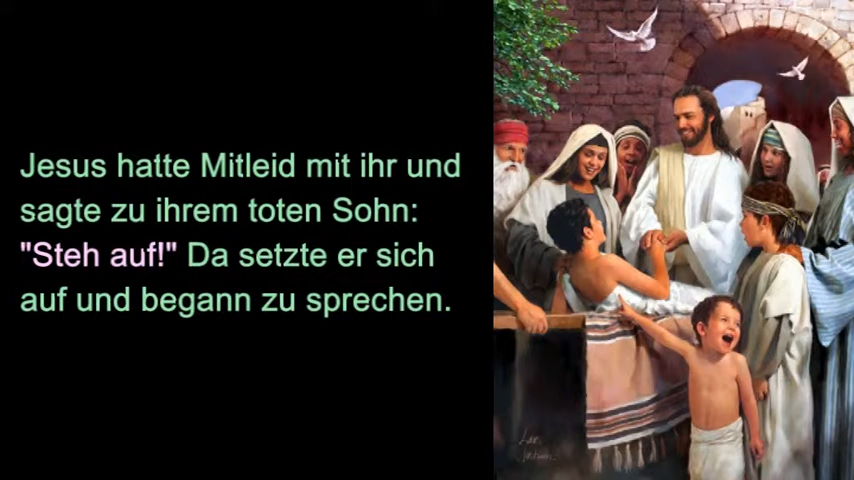 Jesus hatte Mitleid mit ihr und
sagte zu ihrem toten Sohn:
"Steh auf!" Da setzte er sich
auf und begann zu sprechen.